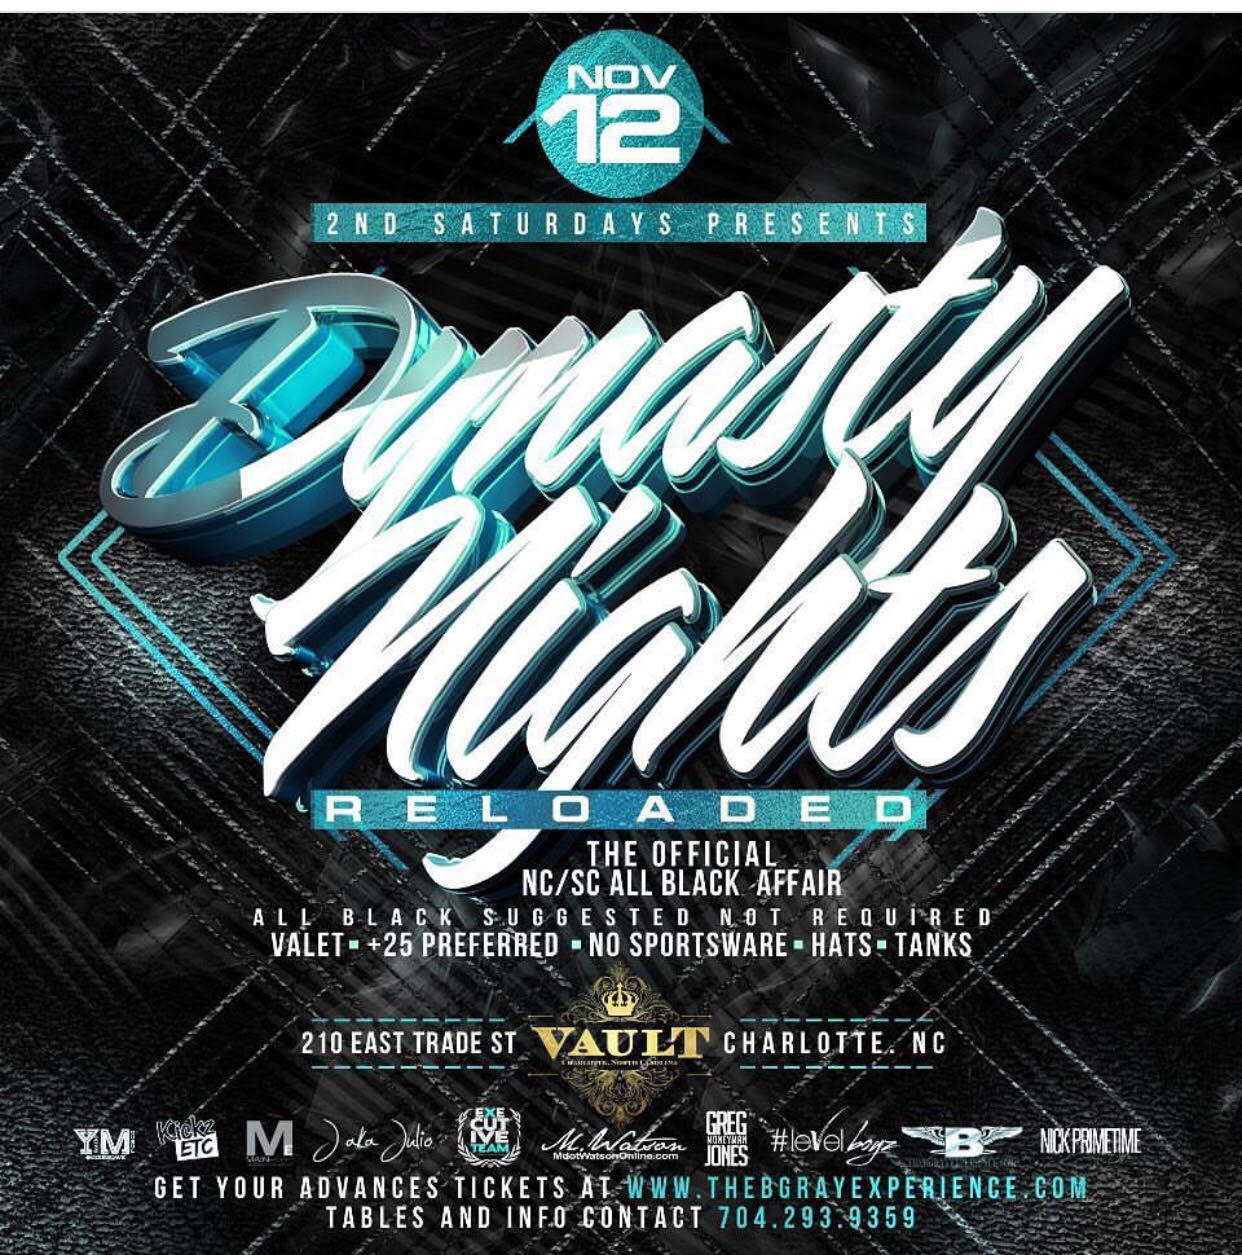 NOV
12
2ND SATURDAYS PRESENTS
Dynasty
Nights
RELOADED
THE OFFICIAL
NC/SC ALL BLACK AFFAIR
ALL BLACK SUGGESTED NOT REQUIRED
VALET▪ +25 PREFERRED ▪NO SPORTSWARE▪HATS▪TANKS
210 EAST TRADE ST VAULT CHARLOTTE. NC
CHARLOTTE, NORTH CAROLINA
YM Kickz ETC M Jaka Julio EXECUTIVE TEAM M. Watson GREG MONEYMAN JONES #level boyz B NICK PRIMETIME
MdotWatsonOnline.com
GET YOUR ADVANCES TICKETS AT WWW.THEBGRAYEXPERIENCE.COM
TABLES AND INFO CONTACT 704.293.9359